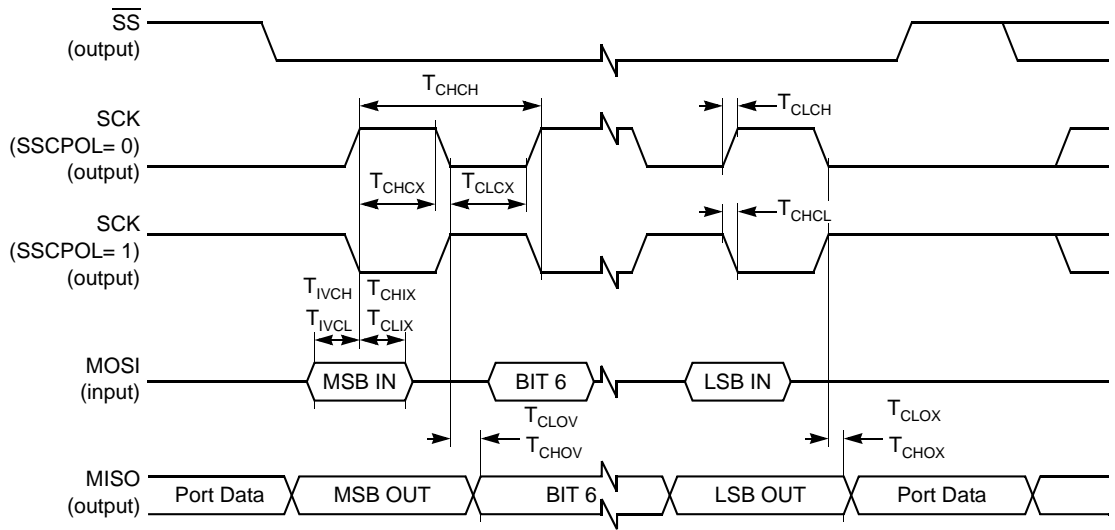 SS
(output)
T_CHCH
T_CLCH
SCK
(SSCPOL= 0)
(output)
T_CHCX
T_CLCX
T_CHCL
SCK
(SSCPOL= 1)
(output)
T_IVCH T_CHIX
T_IVCL T_CLIX
MOSI
(input)
MSB IN
BIT 6
LSB IN
T_CLOV
T_CHOV
T_CLOX
T_CHOX
MISO
(output)
Port Data
MSB OUT
BIT 6
LSB OUT
Port Data